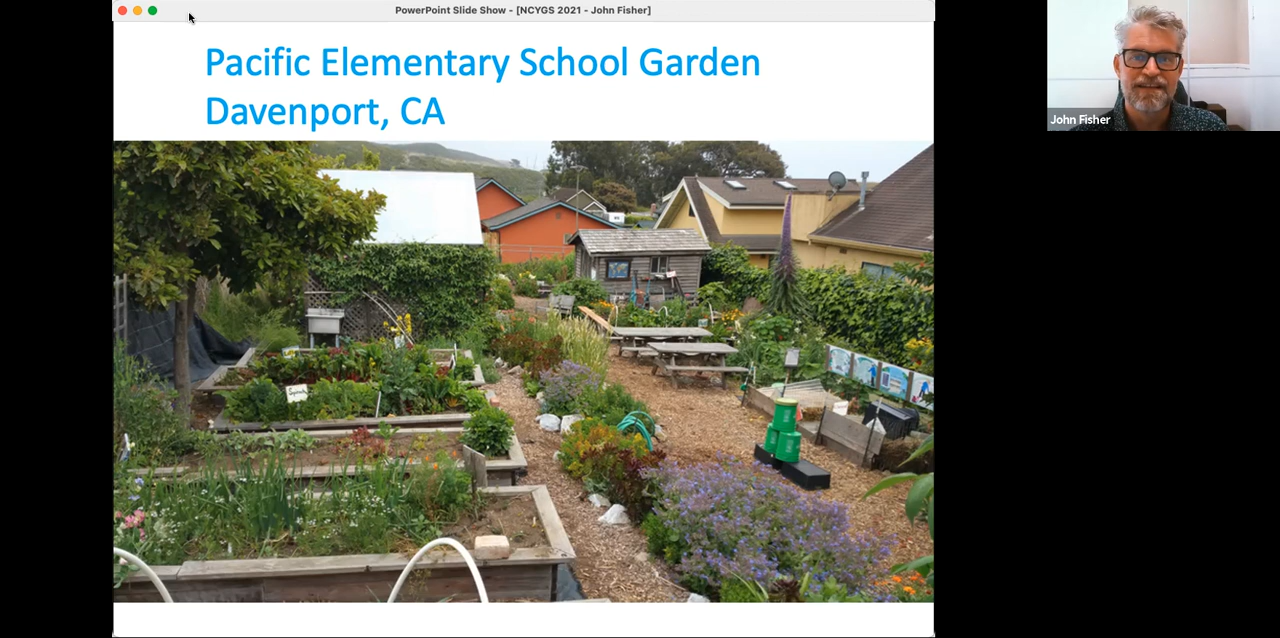 PowerPoint Slide Show - [NCYGS 2021 - John Fisher]
Pacific Elementary School Garden
Davenport, CA
John Fisher